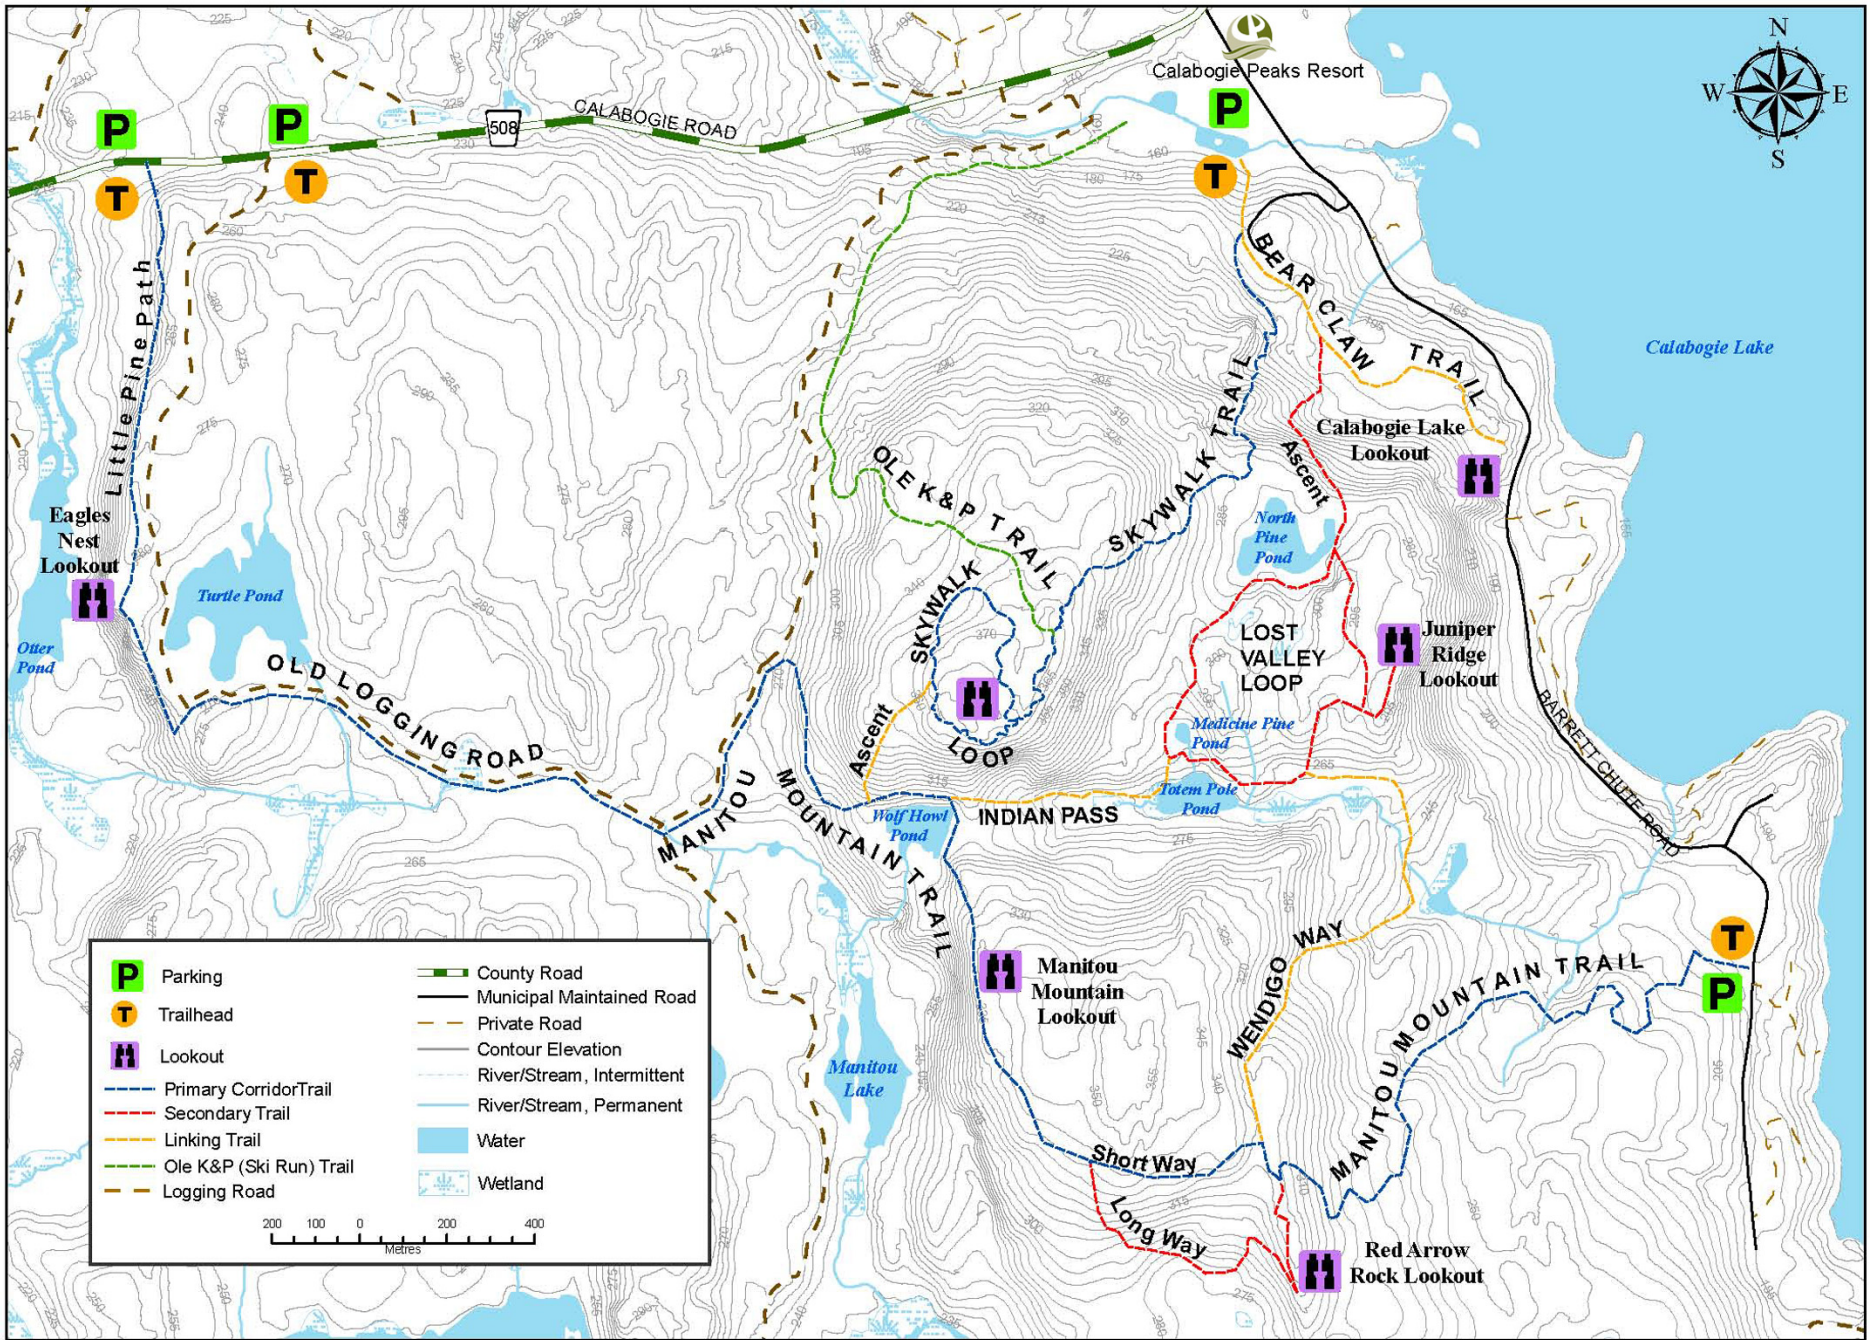 N
W E
S
Calabogie Peaks Resort
P
P
P
T
T
T
508
CALABOGIE ROAD
Little Pine Path
BEAR CLAW TRAIL
Calabogie Lake
Calabogie Lake
Lookout
SKYWALK TRAIL
Ascent
OLE K&P TRAIL
North
Pine
Pond
Eagles
Nest
Lookout
Turtle Pond
Otter
Pond
SKYWALK
LOOP
LOST
VALLEY
LOOP
Juniper
Ridge
Lookout
Medicine Pine
Pond
BARRETT CHUTE ROAD
OLD LOGGING ROAD
Ascent
MANITOU
MOUNTAIN TRAIL
Wolf Howl
Pond
INDIAN PASS
Totem Pole
Pond
Manitou
Mountain
Lookout
WENDIGO WAY
MANITOU MOUNTAIN TRAIL
T
P
Manitou
Lake
Short Way
Long Way
Red Arrow
Rock Lookout
P Parking
T Trailhead
Lookout
Primary CorridorTrail
Secondary Trail
Linking Trail
Ole K&P (Ski Run) Trail
Logging Road
County Road
Municipal Maintained Road
Private Road
Contour Elevation
River/Stream, Intermittent
River/Stream, Permanent
Water
Wetland
200 100 0 200 400
Metres